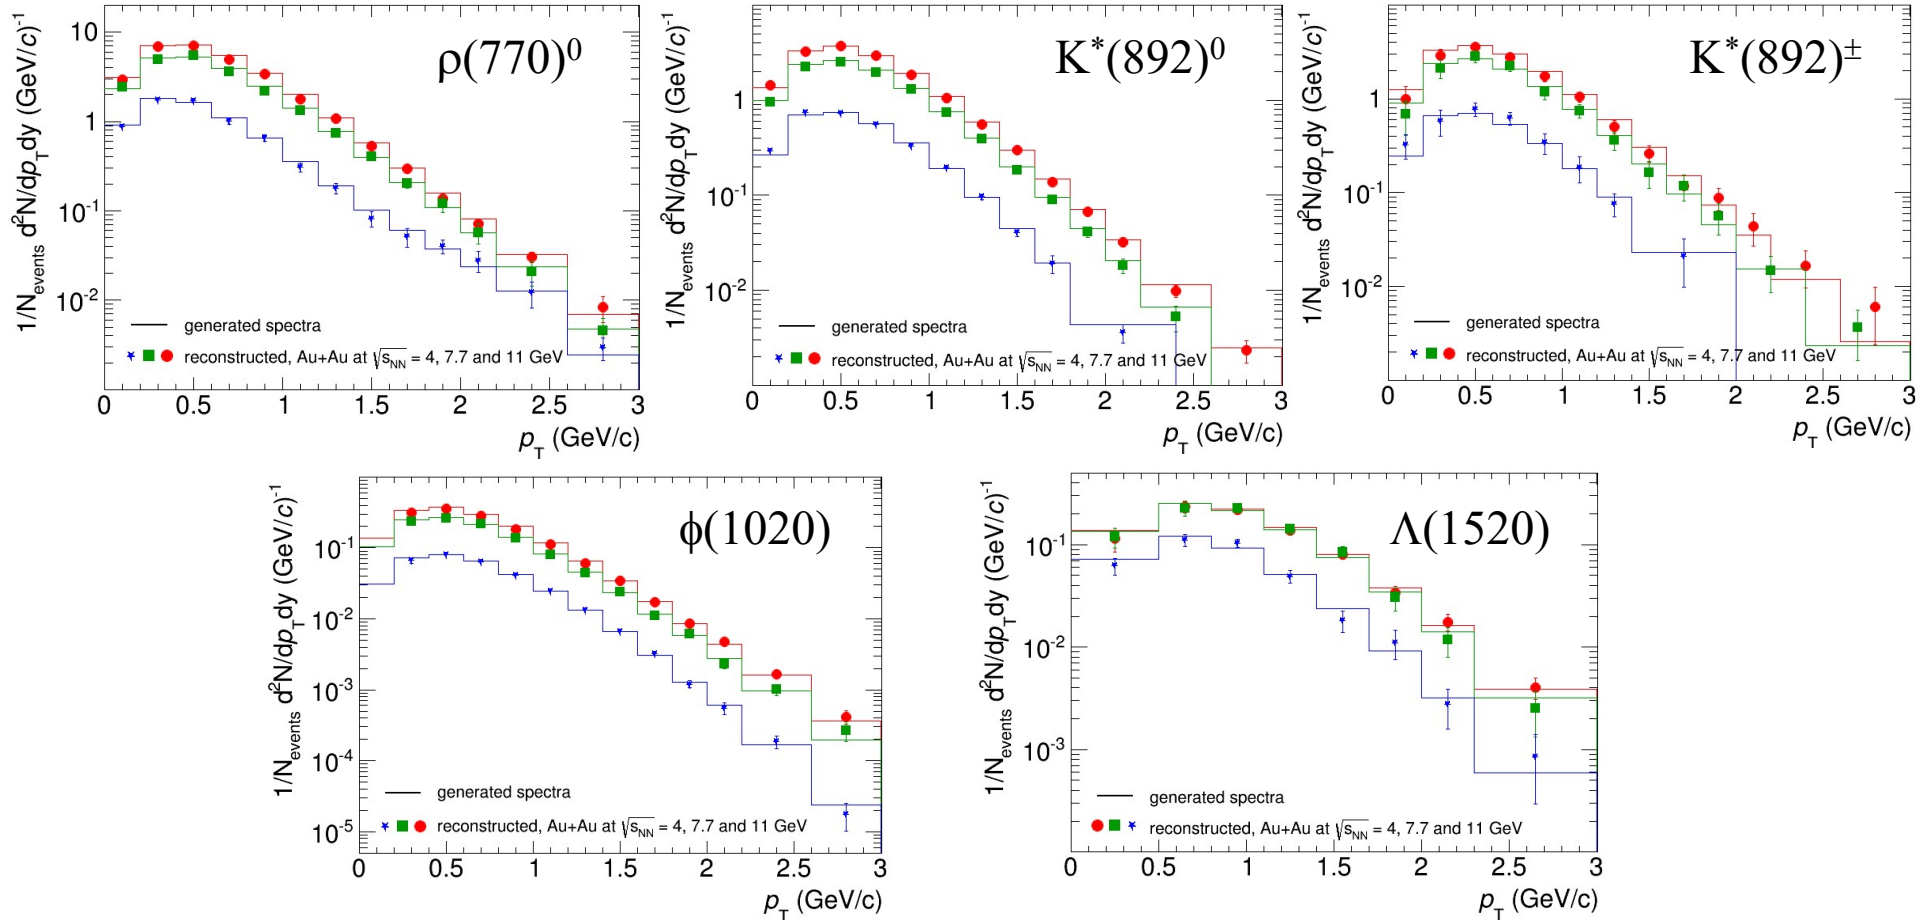 ρ(770)⁰
1/N_events d²N/dp_T dy (GeV/c)⁻¹
10
1
10⁻¹
10⁻²
generated spectra
reconstructed, Au+Au at √s_NN = 4, 7.7 and 11 GeV
0 0.5 1 1.5 2 2.5 3
p_T (GeV/c)
K*(892)⁰
1/N_events d²N/dp_T dy (GeV/c)⁻¹
1
10⁻¹
10⁻²
generated spectra
reconstructed, Au+Au at √s_NN = 4, 7.7 and 11 GeV
0 0.5 1 1.5 2 2.5 3
p_T (GeV/c)
K*(892)±
1/N_events d²N/dp_T dy (GeV/c)⁻¹
1
10⁻¹
10⁻²
generated spectra
reconstructed, Au+Au at √s_NN = 4, 7.7 and 11 GeV
0 0.5 1 1.5 2 2.5 3
p_T (GeV/c)
ϕ(1020)
1/N_events d²N/dp_T dy (GeV/c)⁻¹
10⁻¹
10⁻²
10⁻³
10⁻⁴
10⁻⁵
generated spectra
reconstructed, Au+Au at √s_NN = 4, 7.7 and 11 GeV
0 0.5 1 1.5 2 2.5 3
p_T (GeV/c)
Λ(1520)
1/N_events d²N/dp_T dy (GeV/c)⁻¹
10⁻¹
10⁻²
10⁻³
generated spectra
reconstructed, Au+Au at √s_NN = 4, 7.7 and 11 GeV
0 0.5 1 1.5 2 2.5 3
p_T (GeV/c)